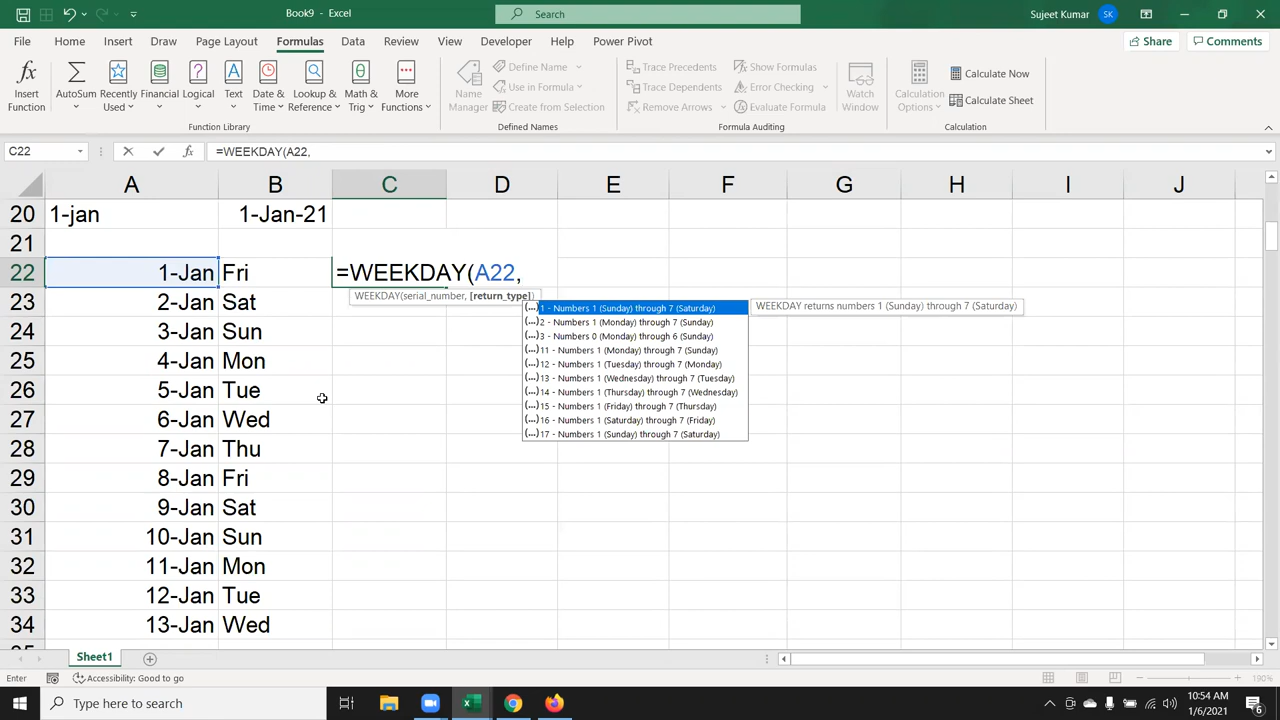 Book9 - Excel
Search
Sujeet Kumar
SK
File Home Insert Draw Page Layout Formulas Data Review View Developer Help Power Pivot
Share Comments
Insert Function
AutoSum
Recently Used
Financial
Logical
Text
Date & Time
Lookup & Reference
Math & Trig
More Functions
Function Library
Name Manager
Define Name
Use in Formula
Create from Selection
Defined Names
Trace Precedents
Trace Dependents
Remove Arrows
Show Formulas
Error Checking
Evaluate Formula
Formula Auditing
Watch Window
Calculation Options
Calculate Now
Calculate Sheet
Calculation
C22
fx
=WEEKDAY(A22,
A B C D E F G H I J
20 1-jan 1-Jan-21
21
22 1-Jan Fri =WEEKDAY(A22,
WEEKDAY(serial_number, [return_type])
23 2-Jan Sat
24 3-Jan Sun
25 4-Jan Mon
26 5-Jan Tue
27 6-Jan Wed
28 7-Jan Thu
29 8-Jan Fri
30 9-Jan Sat
31 10-Jan Sun
32 11-Jan Mon
33 12-Jan Tue
34 13-Jan Wed
(...) 1 - Numbers 1 (Sunday) through 7 (Saturday)
(...) 2 - Numbers 1 (Monday) through 7 (Sunday)
(...) 3 - Numbers 0 (Monday) through 6 (Sunday)
(...) 11 - Numbers 1 (Monday) through 7 (Sunday)
(...) 12 - Numbers 1 (Tuesday) through 7 (Monday)
(...) 13 - Numbers 1 (Wednesday) through 7 (Tuesday)
(...) 14 - Numbers 1 (Thursday) through 7 (Wednesday)
(...) 15 - Numbers 1 (Friday) through 7 (Thursday)
(...) 16 - Numbers 1 (Saturday) through 7 (Friday)
(...) 17 - Numbers 1 (Sunday) through 7 (Saturday)
WEEKDAY returns numbers 1 (Sunday) through 7 (Saturday)
Sheet1
Enter
Accessibility: Good to go
190%
Type here to search
10:54 AM
1/6/2021
6